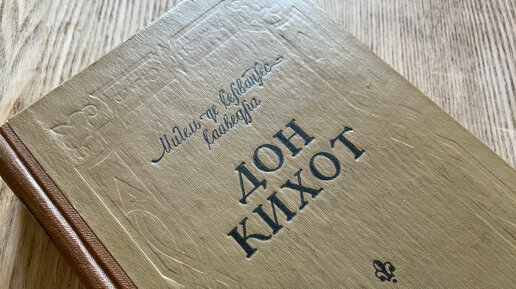 Мигель де Сервантес
Сааведра
ДОН
КИХОТ